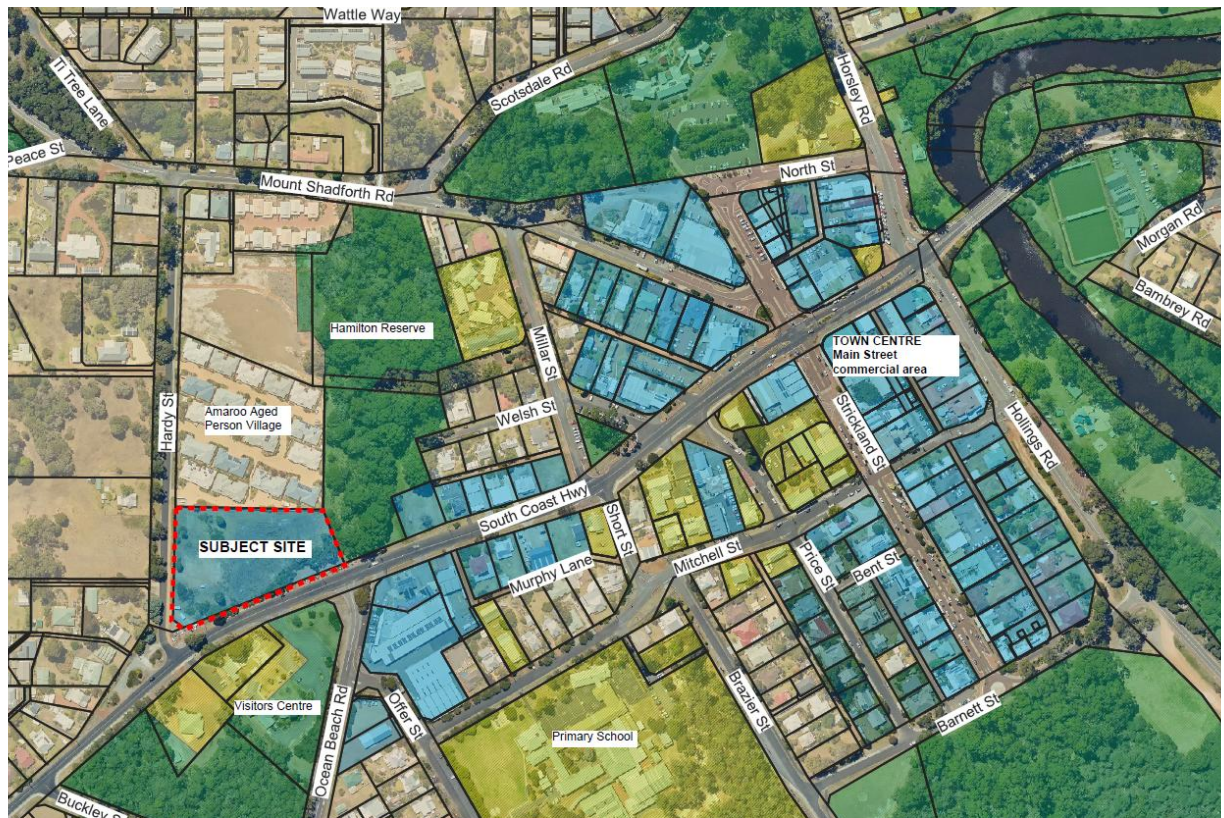 Wattle Way
Ti Tree Lane
Scotsdale Rd
Horsley Rd
Peace St
Mount Shadforth Rd
North St
Morgan Rd
Bambrey Rd
Hamilton Reserve
Millar St
TOWN CENTRE
Main Street
commercial area
Hardy St
Amaroo Aged
Person Village
Welsh St
Strickland St
Hollings Rd
South Coast Hwy
SUBJECT SITE
Short St
Murphy Lane
Mitchell St
Price St
Bent St
Visitors Centre
Ocean Beach Rd
Offer St
Primary School
Brazier St
Barnett St